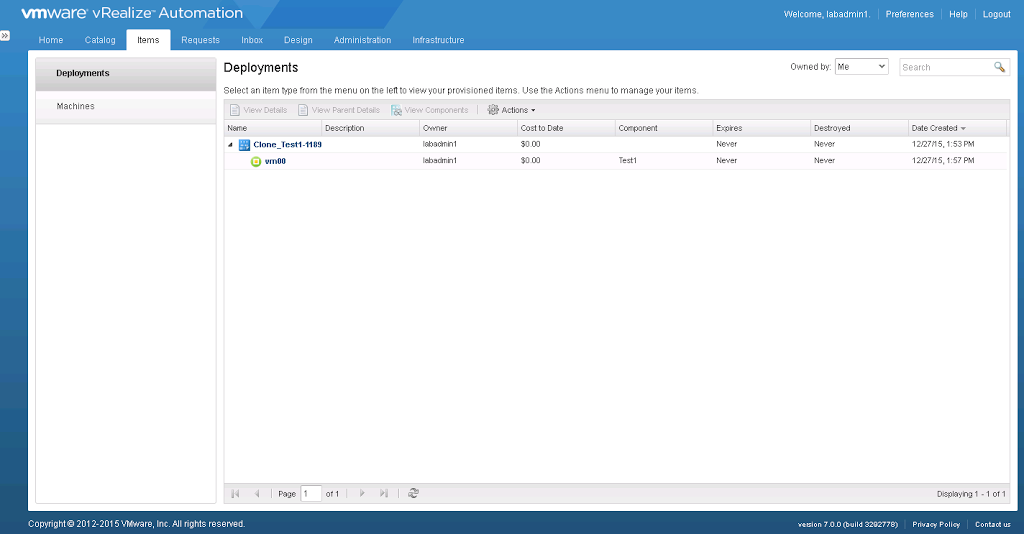 vmware vRealize™ Automation
Welcome, labadmin1. Preferences Help Logout
Home Catalog Items Requests Inbox Design Administration Infrastructure
Deployments
Machines
Deployments
Owned by: Me Search
Select an item type from the menu on the left to view your provisioned items. Use the Actions menu to manage your items.
View Details View Parent Details View Components Actions
Name Description Owner Cost to Date Component Expires Destroyed Date Created
Clone_Test1-1189 labadmin1 $0.00 Never Never 12/27/15, 1:53 PM
vm00 labadmin1 $0.00 Test1 Never Never 12/27/15, 1:57 PM
Page 1 of 1 Displaying 1 - 1 of 1
Copyright © 2012-2015 VMware, Inc. All rights reserved. version 7.0.0 (build 3292778) Privacy Policy Contact us